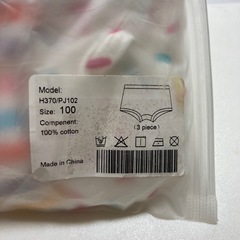 Model:
H370/PJ102
Size: 100
Compenent:
100% cotton
(3 piece)
Made in China